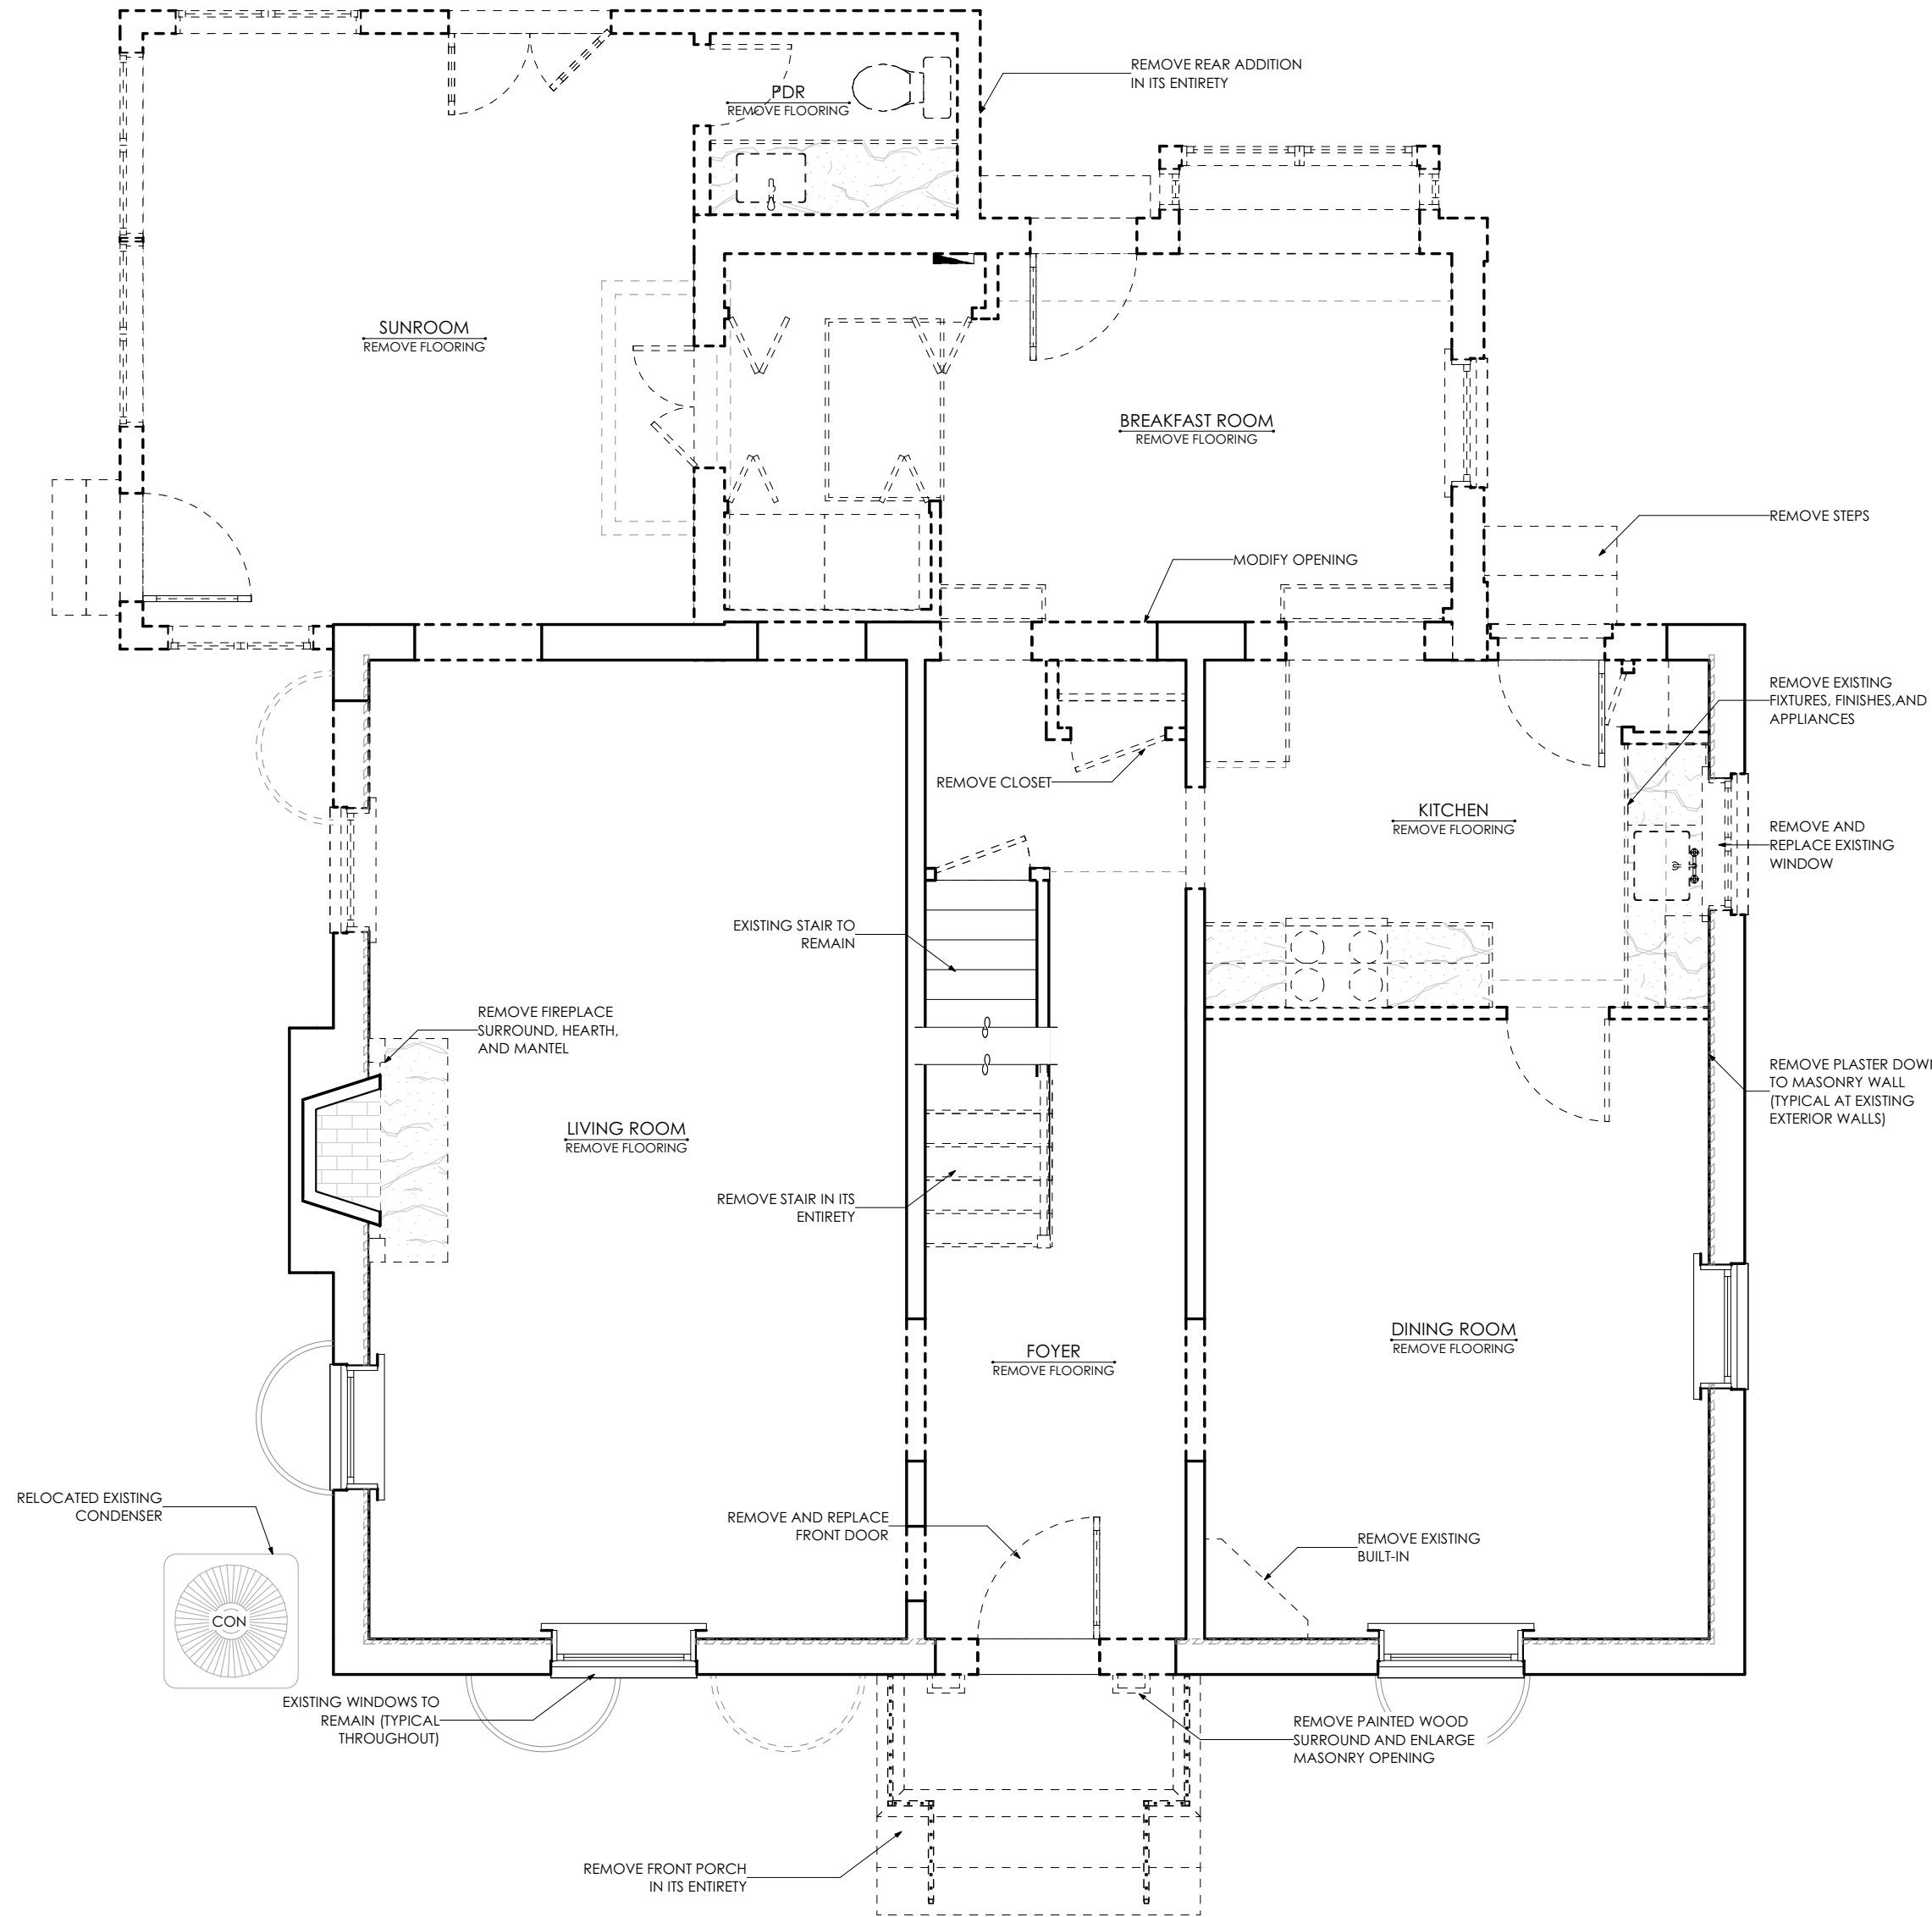 REMOVE REAR ADDITION
IN ITS ENTIRETY
PDR
REMOVE FLOORING
SUNROOM
REMOVE FLOORING
BREAKFAST ROOM
REMOVE FLOORING
REMOVE STEPS
MODIFY OPENING
REMOVE EXISTING
FIXTURES, FINISHES,AND
APPLIANCES
REMOVE CLOSET
KITCHEN
REMOVE FLOORING
REMOVE AND
REPLACE EXISTING
WINDOW
EXISTING STAIR TO
REMAIN
REMOVE FIREPLACE
SURROUND, HEARTH,
AND MANTEL
REMOVE PLASTER DOW
TO MASONRY WALL
(TYPICAL AT EXISTING
EXTERIOR WALLS)
LIVING ROOM
REMOVE FLOORING
REMOVE STAIR IN ITS
ENTIRETY
DINING ROOM
REMOVE FLOORING
FOYER
REMOVE FLOORING
RELOCATED EXISTING
CONDENSER
REMOVE AND REPLACE
FRONT DOOR
REMOVE EXISTING
BUILT-IN
CON
EXISTING WINDOWS TO
REMAIN (TYPICAL
THROUGHOUT)
REMOVE PAINTED WOOD
SURROUND AND ENLARGE
MASONRY OPENING
REMOVE FRONT PORCH
IN ITS ENTIRETY